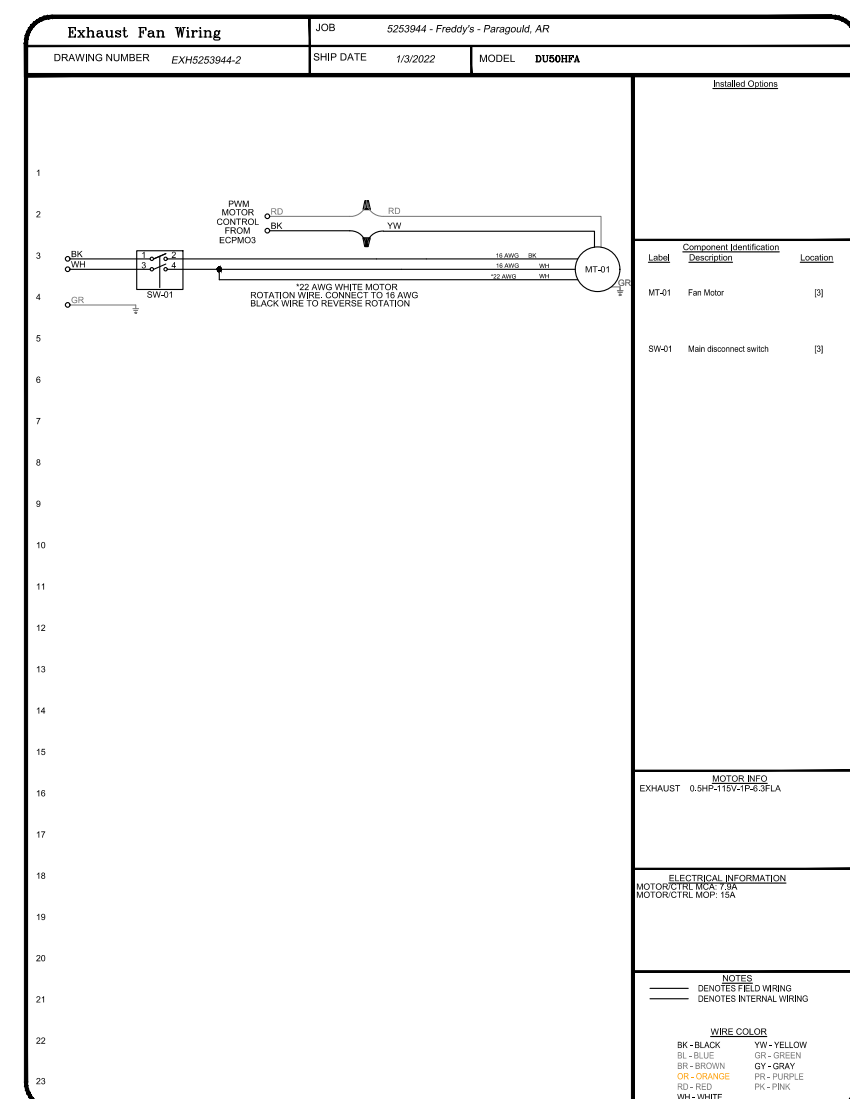 Exhaust Fan Wiring
JOB 5253944 - Freddy's - Paragould, AR
DRAWING NUMBER EXH5253944-2
SHIP DATE 1/3/2022
MODEL DU50HFA
Installed Options
1
2
3
4
5
6
7
8
9
10
11
12
13
14
15
16
17
18
19
20
21
22
23
PWM
MOTOR
CONTROL
FROM
ECPMO3
RD
RD
BK
YW
BK
WH
1 2
3 4
SW-01
GR
16 AWG BK
16 AWG WH
*22 AWG WH
MT-01
GR
*22 AWG WHITE MOTOR
ROTATION WIRE. CONNECT TO 16 AWG
BLACK WIRE TO REVERSE ROTATION
Component Identification
Label Description Location
MT-01 Fan Motor [3]
SW-01 Main disconnect switch [3]
MOTOR INFO
EXHAUST 0.5HP-115V-1P-6.3FLA
ELECTRICAL INFORMATION
MOTOR/CTRL MCA: 7.9A
MOTOR/CTRL MOP: 15A
NOTES
DENOTES FIELD WIRING
DENOTES INTERNAL WIRING
WIRE COLOR
BK - BLACK YW - YELLOW
BL - BLUE GR - GREEN
BR - BROWN GY - GRAY
OR - ORANGE PR - PURPLE
RD - RED PK - PINK
WH - WHITE